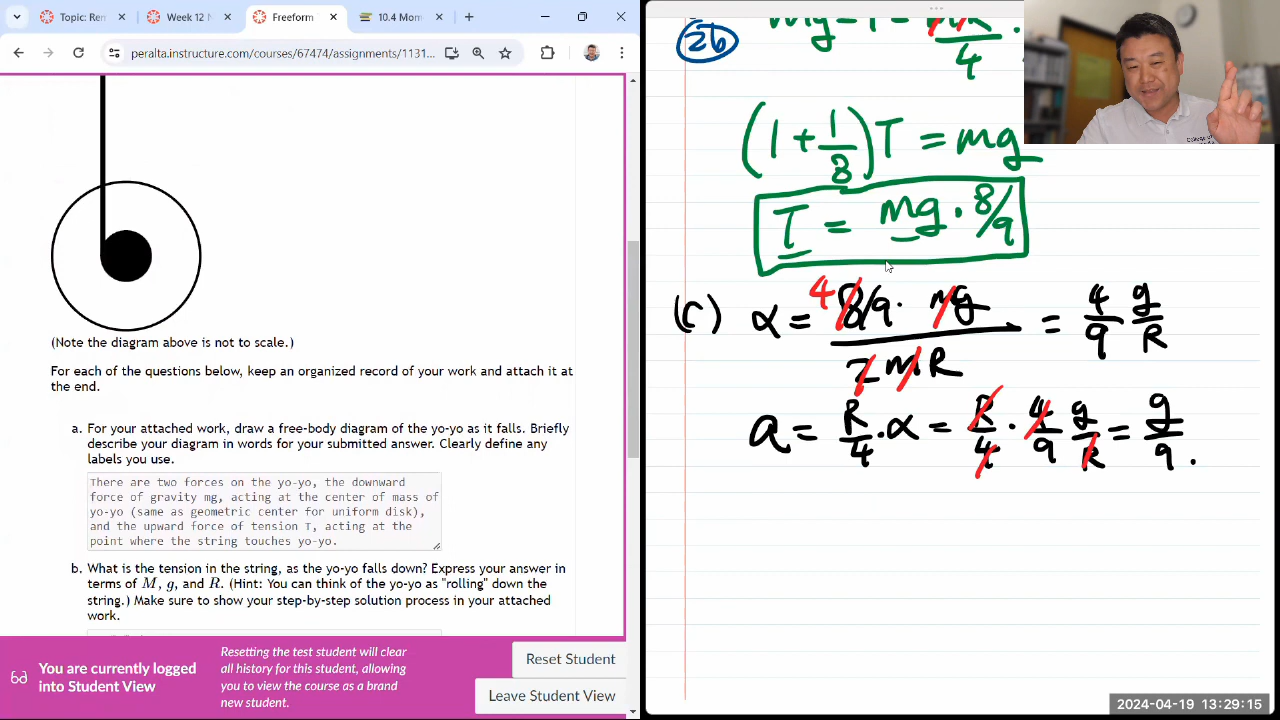 Topic: Rem
Week 12
Freeform
10.4 Mom
peralta.instructure.com/
67474/assignments/1131
(Note the diagram above is not to scale.)
For each of the questions below, keep an organized record of your work and attach it at
the end.
a. For your attached work, draw a free-body diagram of the yo-yo as it falls. Briefly
describe your diagram in words for your submitted answer. Clearly define any
labels you use.
There are two forces on the yo-yo, the downward
force of gravity mg, acting at the center of mass of
yo-yo (same as geometric center for uniform disk),
and the upward force of tension T, acting at the
point where the string touches yo-yo.
b. What is the tension in the string, as the yo-yo falls down? Express your answer in
terms of M, g, and R. (Hint: You can think of the yo-yo as "rolling" down the
string.) Make sure to show your step-by-step solution process in your attached
work.
You are currently logged
into Student View
Resetting the test student will clear
all history for this student, allowing
you to view the course as a brand
new student.
Reset Student
Leave Student View
2b
mg - T = mR/4 ·
(1 + 1/8) T = mg
T = mg · 8/9
(c) α = 4 8/9 · mg / 2 m R = 4/9 g/R
a = R/4 · α = R/4 · 4/9 g/R = g/9 .
2024-04-19 13:29:15